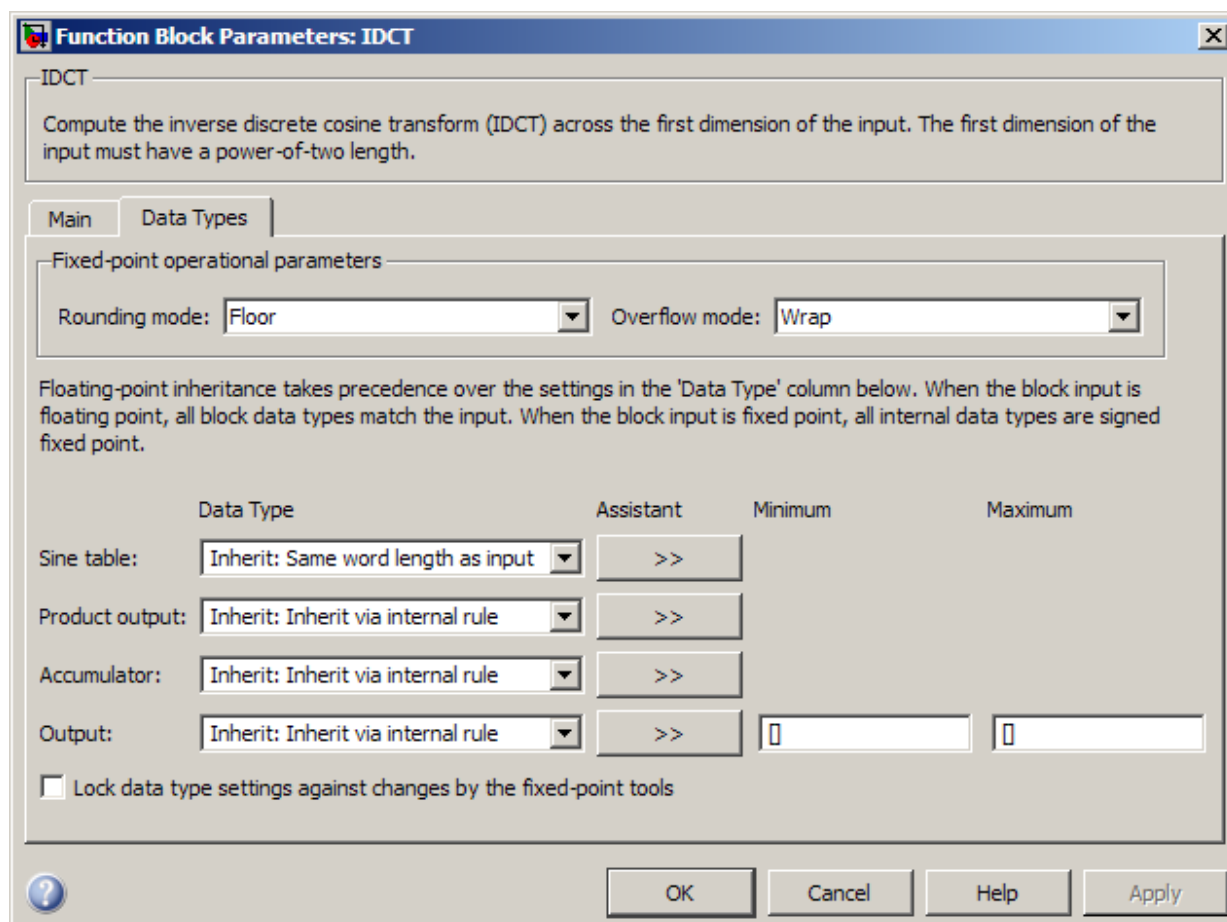 Function Block Parameters: IDCT
IDCT
Compute the inverse discrete cosine transform (IDCT) across the first dimension of the input. The first dimension of the
input must have a power-of-two length.
Main Data Types
Fixed-point operational parameters
Rounding mode: Floor Overflow mode: Wrap
Floating-point inheritance takes precedence over the settings in the 'Data Type' column below. When the block input is
floating point, all block data types match the input. When the block input is fixed point, all internal data types are signed
fixed point.
Data Type Assistant Minimum Maximum
Sine table: Inherit: Same word length as input >>
Product output: Inherit: Inherit via internal rule >>
Accumulator: Inherit: Inherit via internal rule >>
Output: Inherit: Inherit via internal rule >> [] []
Lock data type settings against changes by the fixed-point tools
? OK Cancel Help Apply